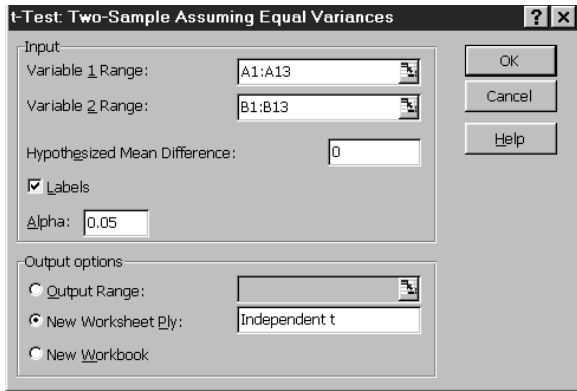 t-Test: Two-Sample Assuming Equal Variances
Input
Variable 1 Range: A1:A13
Variable 2 Range: B1:B13
Hypothesized Mean Difference: 0
Labels
Alpha: 0.05
Output options
Output Range:
New Worksheet Ply: Independent t
New Workbook
OK
Cancel
Help